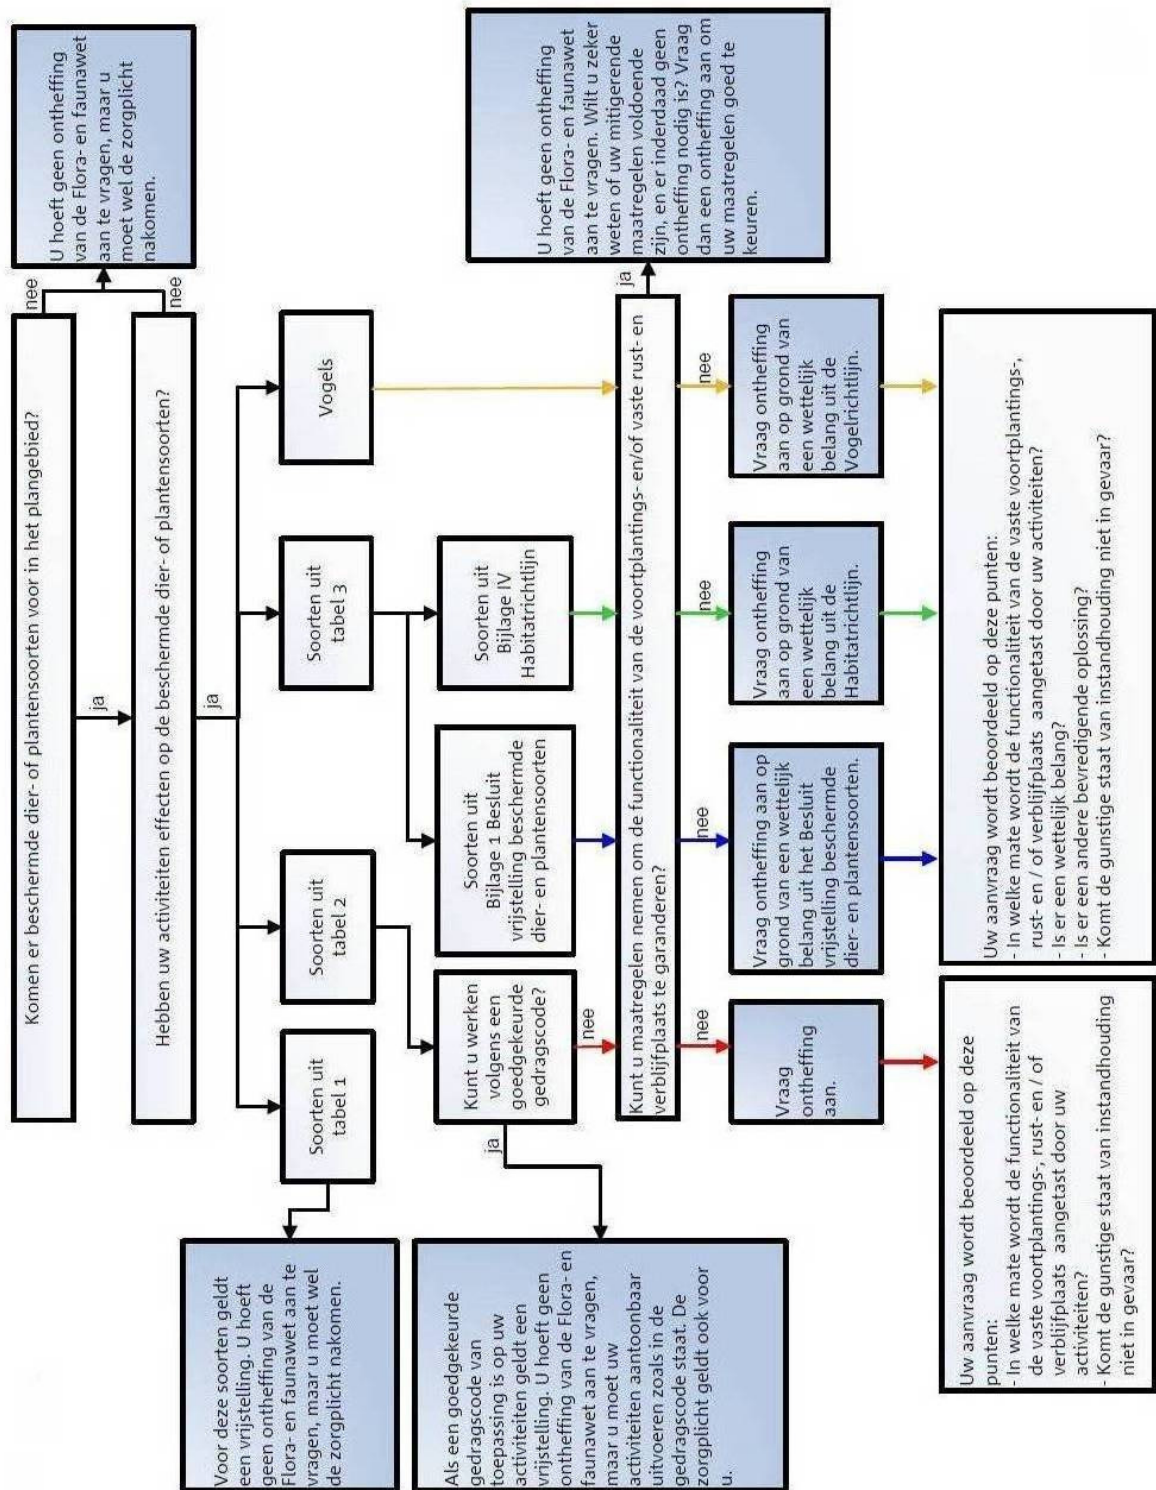 Komen er beschermde dier- of plantensoorten voor in het plangebied?
nee
U hoeft geen ontheffing
van de Flora- en faunawet
aan te vragen, maar u
moet wel de zorgplicht
nakomen.
ja
Hebben uw activiteiten effecten op de beschermde dier- of plantensoorten?
nee
ja
Soorten uit
tabel 1
Soorten uit
tabel 2
Soorten uit
tabel 3
Vogels
Voor deze soorten geldt
een vrijstelling. U hoeft
geen ontheffing van de
Flora- en faunawet aan te
vragen, maar u moet wel
de zorgplicht nakomen.
Kunt u werken
volgens een
goedgekeurde
gedragscode?
Soorten uit
Bijlage 1 Besluit
vrijstelling beschermde
dier- en plantensoorten
Soorten uit
Bijlage IV
Habitatrichtlijn
ja
nee
Als een goedgekeurde
gedragscode van
toepassing is op uw
activiteiten geldt een
vrijstelling. U hoeft geen
ontheffing van de Flora- en
faunawet aan te vragen,
maar u moet uw
activiteiten aantoonbaar
uitvoeren zoals in de
gedragscode staat. De
zorgplicht geldt ook voor
u.
Kunt u maatregelen nemen om de functionaliteit van de voortplantings- en/of vaste rust- en
verblijfplaats te garanderen?
ja
U hoeft geen ontheffing
van de Flora- en faunawet
aan te vragen. Wilt u zeker
weten of uw mitigerende
maatregelen voldoende
zijn, en er inderdaad geen
ontheffing nodig is? Vraag
dan een ontheffing aan om
uw maatregelen goed te
keuren.
nee
nee
nee
nee
Vraag
ontheffing
aan.
Vraag ontheffing aan op
grond van een wettelijk
belang uit het Besluit
vrijstelling beschermde
dier- en plantensoorten.
Vraag ontheffing
aan op grond van
een wettelijk
belang uit de
Habitatrichtlijn.
Vraag ontheffing
aan op grond van
een wettelijk
belang uit de
Vogelrichtlijn.
Uw aanvraag wordt beoordeeld op deze
punten:
- In welke mate wordt de functionaliteit van
de vaste voortplantings-, rust- en / of
verblijfplaats aangetast door uw
activiteiten?
- Komt de gunstige staat van instandhouding
niet in gevaar?
Uw aanvraag wordt beoordeeld op deze punten:
- In welke mate wordt de functionaliteit van de vaste voortplantings-,
rust- en / of verblijfplaats aangetast door uw activiteiten?
- Is er een wettelijk belang?
- Is er een andere bevredigende oplossing?
- Komt de gunstige staat van instandhouding niet in gevaar?